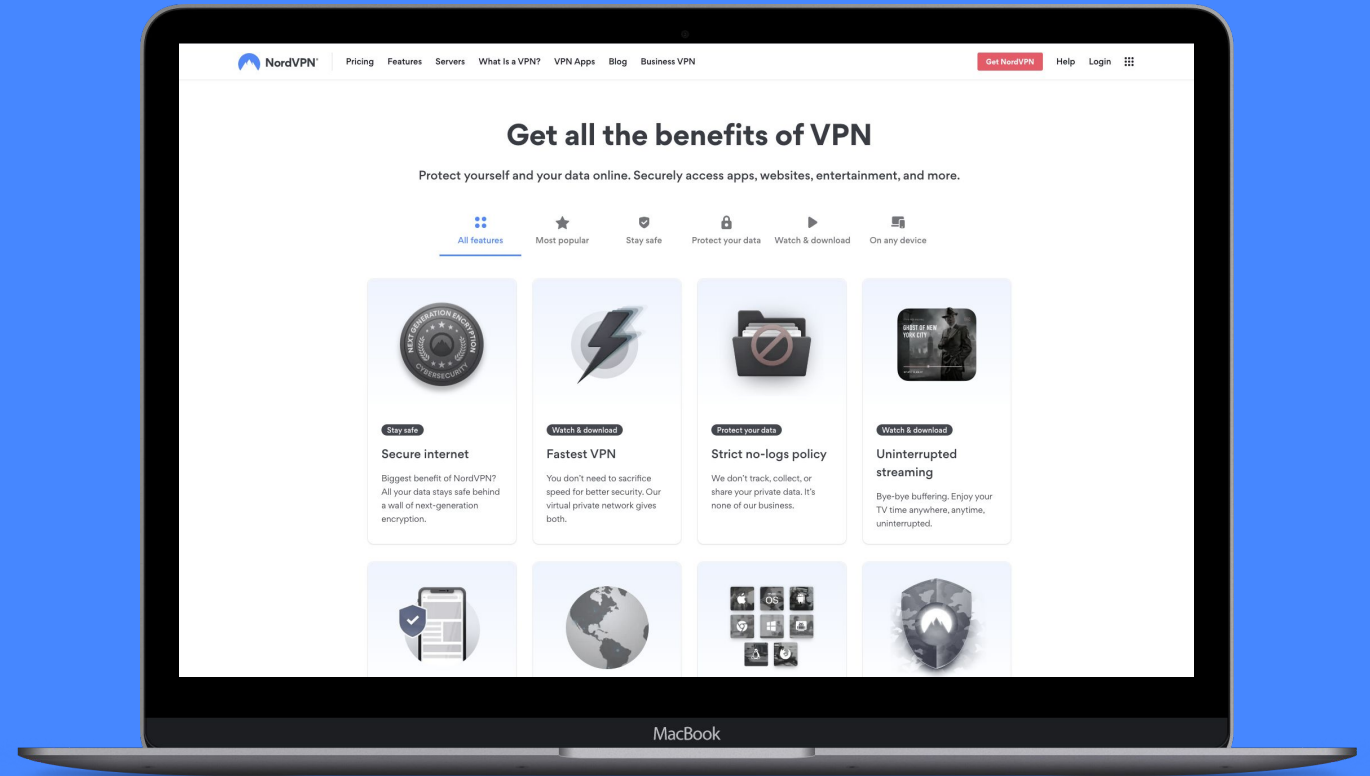 NordVPN®
Pricing
Features
Servers
What Is a VPN?
VPN Apps
Blog
Business VPN
Get NordVPN
Help
Login
Get all the benefits of VPN
Protect yourself and your data online. Securely access apps, websites, entertainment, and more.
All features
Most popular
Stay safe
Protect your data
Watch & download
On any device
NEXT GENERATION ENCRYPTION
CYBERSECURITY
Stay safe
Secure internet
Biggest benefit of NordVPN?
All your data stays safe behind
a wall of next-generation
encryption.
Watch & download
Fastest VPN
You don't need to sacrifice
speed for better security. Our
virtual private network gives
both.
Protect your data
Strict no-logs policy
We don't track, collect, or
share your private data. It's
none of our business.
GHOST OF NEW
YORK CITY
Watch & download
Uninterrupted
streaming
Bye-bye buffering. Enjoy your
TV time anywhere, anytime,
uninterrupted.
OS
MacBook